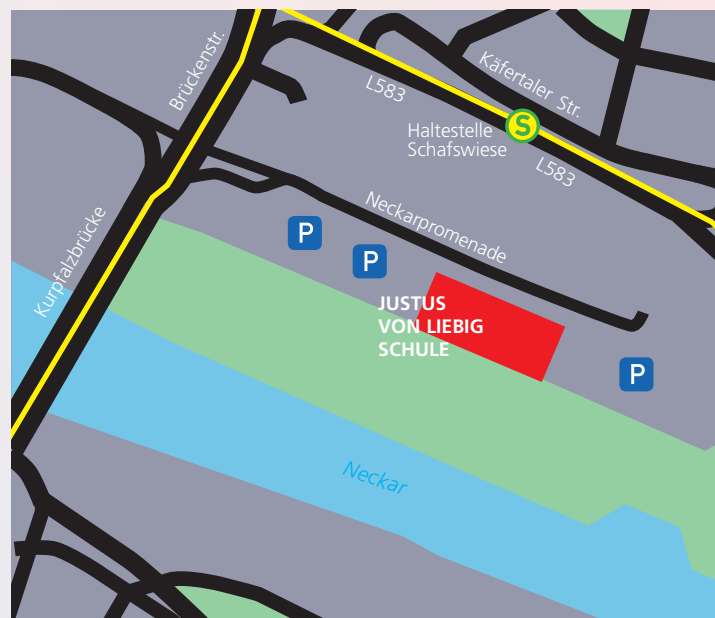 Brückenstr.
Käfertaler Str.
L583
S
Haltestelle
Schafswiese
L583
Kurpfalzbrücke
Neckarpromenade
P
P
JUSTUS
VON LIEBIG
SCHULE
P
Neckar